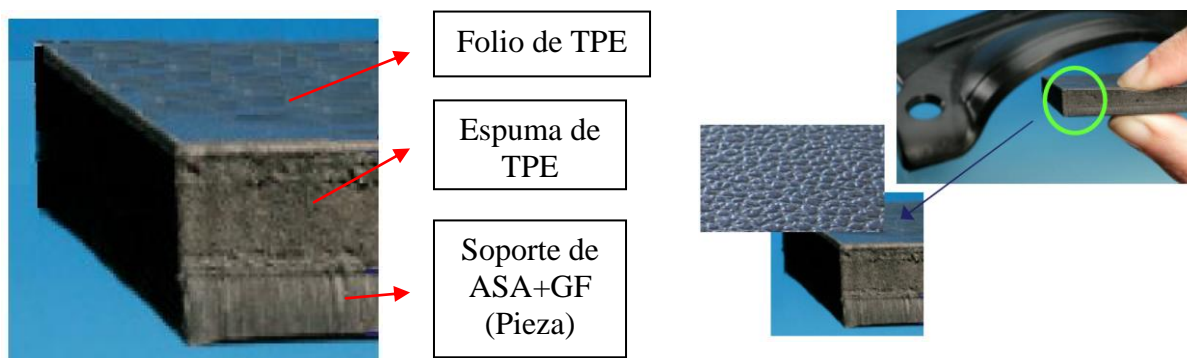 Folio de TPE
Espuma de
TPE
Soporte de
ASA+GF
(Pieza)